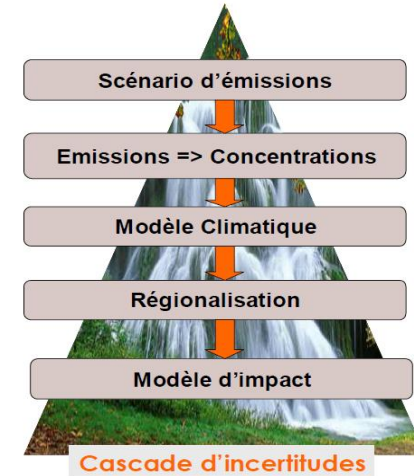 Scénario d'émissions
Emissions => Concentrations
Modèle Climatique
Régionalisation
Modèle d'impact
Cascade d'incertitudes